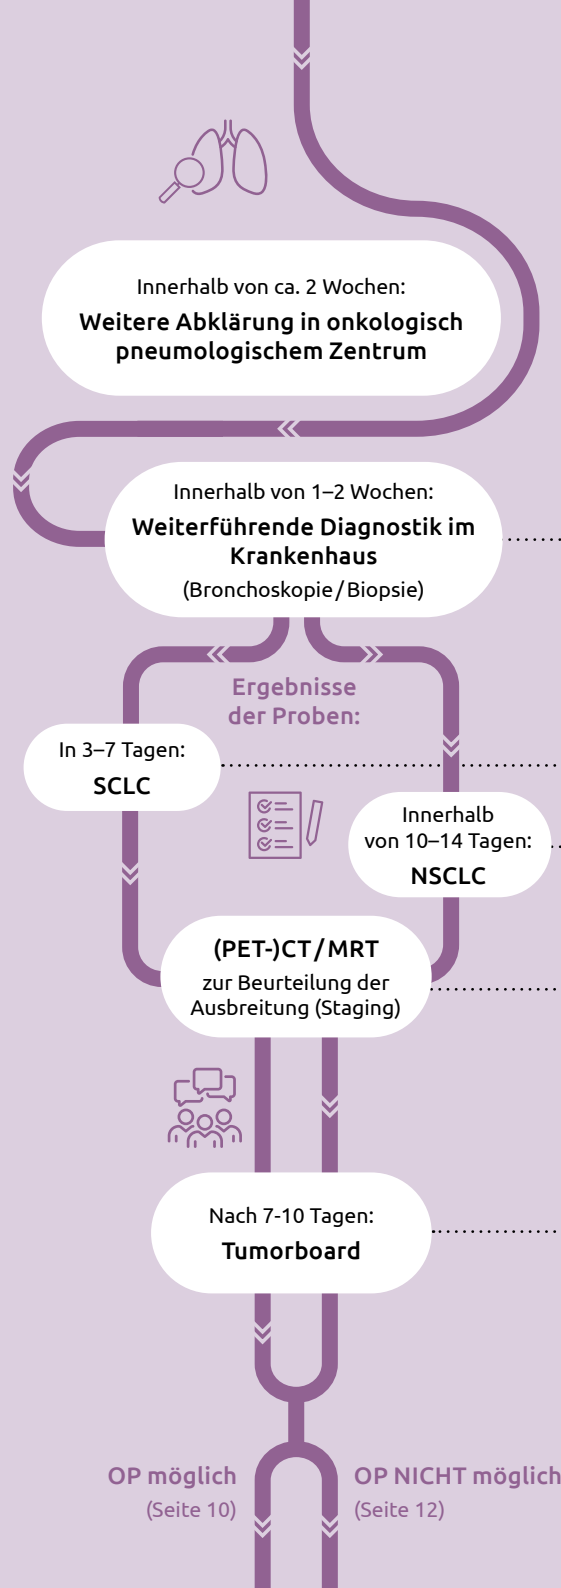 Innerhalb von ca. 2 Wochen:
Weitere Abklärung in onkologisch
pneumologischem Zentrum
Innerhalb von 1–2 Wochen:
Weiterführende Diagnostik im
Krankenhaus
(Bronchoskopie/Biopsie)
Ergebnisse
der Proben:
In 3–7 Tagen:
SCLC
Innerhalb
von 10–14 Tagen:
NSCLC
(PET-)CT/MRT
zur Beurteilung der
Ausbreitung (Staging)
Nach 7-10 Tagen:
Tumorboard
OP möglich
(Seite 10)
OP NICHT möglich
(Seite 12)